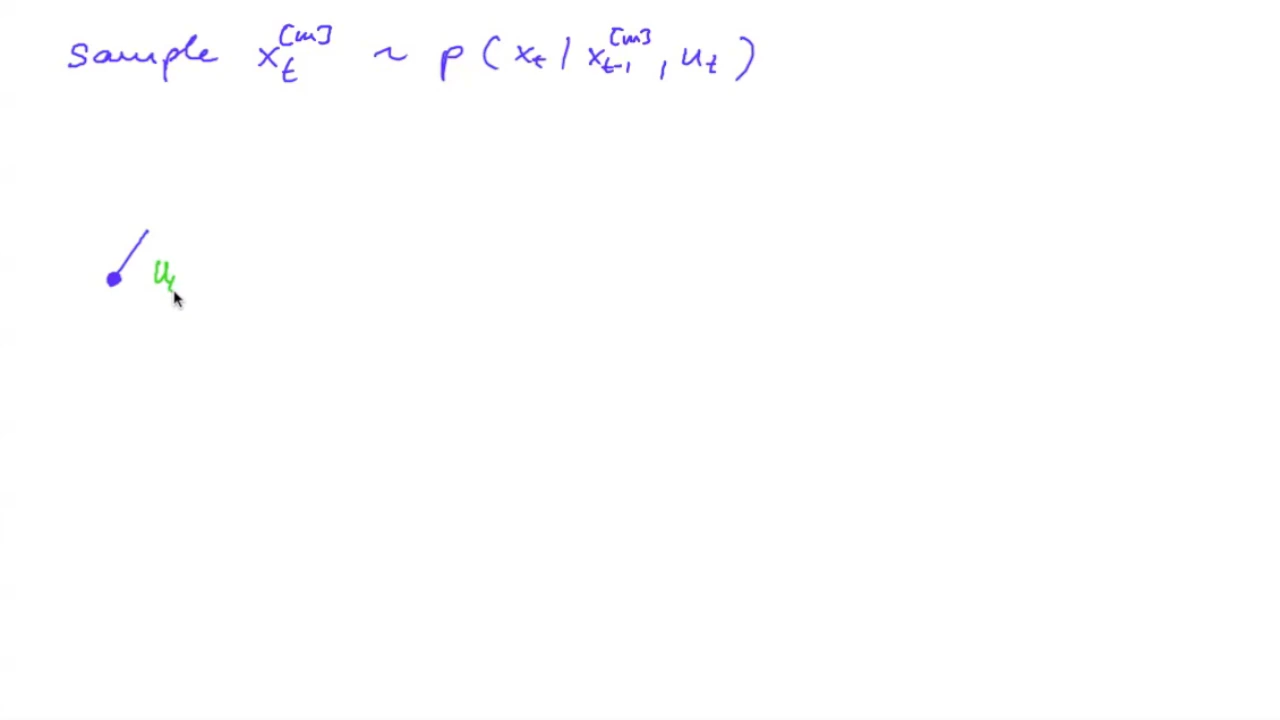 sample x_t^[m] ~ p ( x_t | x_{t-1}^[m] , u_t )
u_t